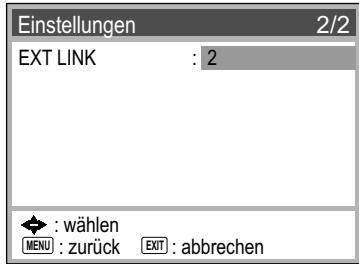 Einstellungen 2/2
EXT LINK : 2
: wählen
MENU : zurück EXIT : abbrechen